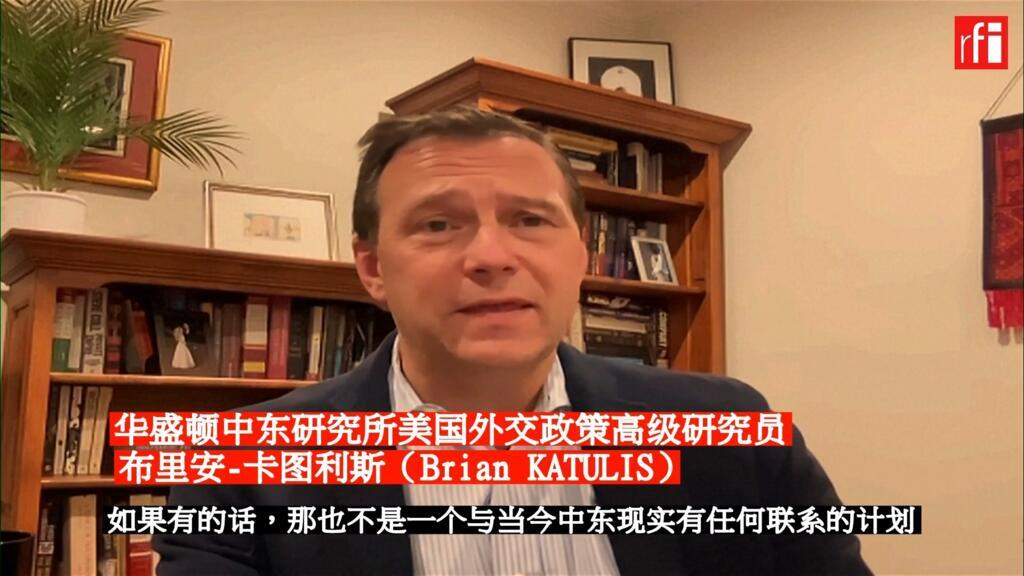 rfi
华盛顿中东研究所美国外交政策高级研究员
布里安-卡图利斯（Brian KATULIS）
如果有的话，那也不是一个与当今中东现实有任何联系的计划